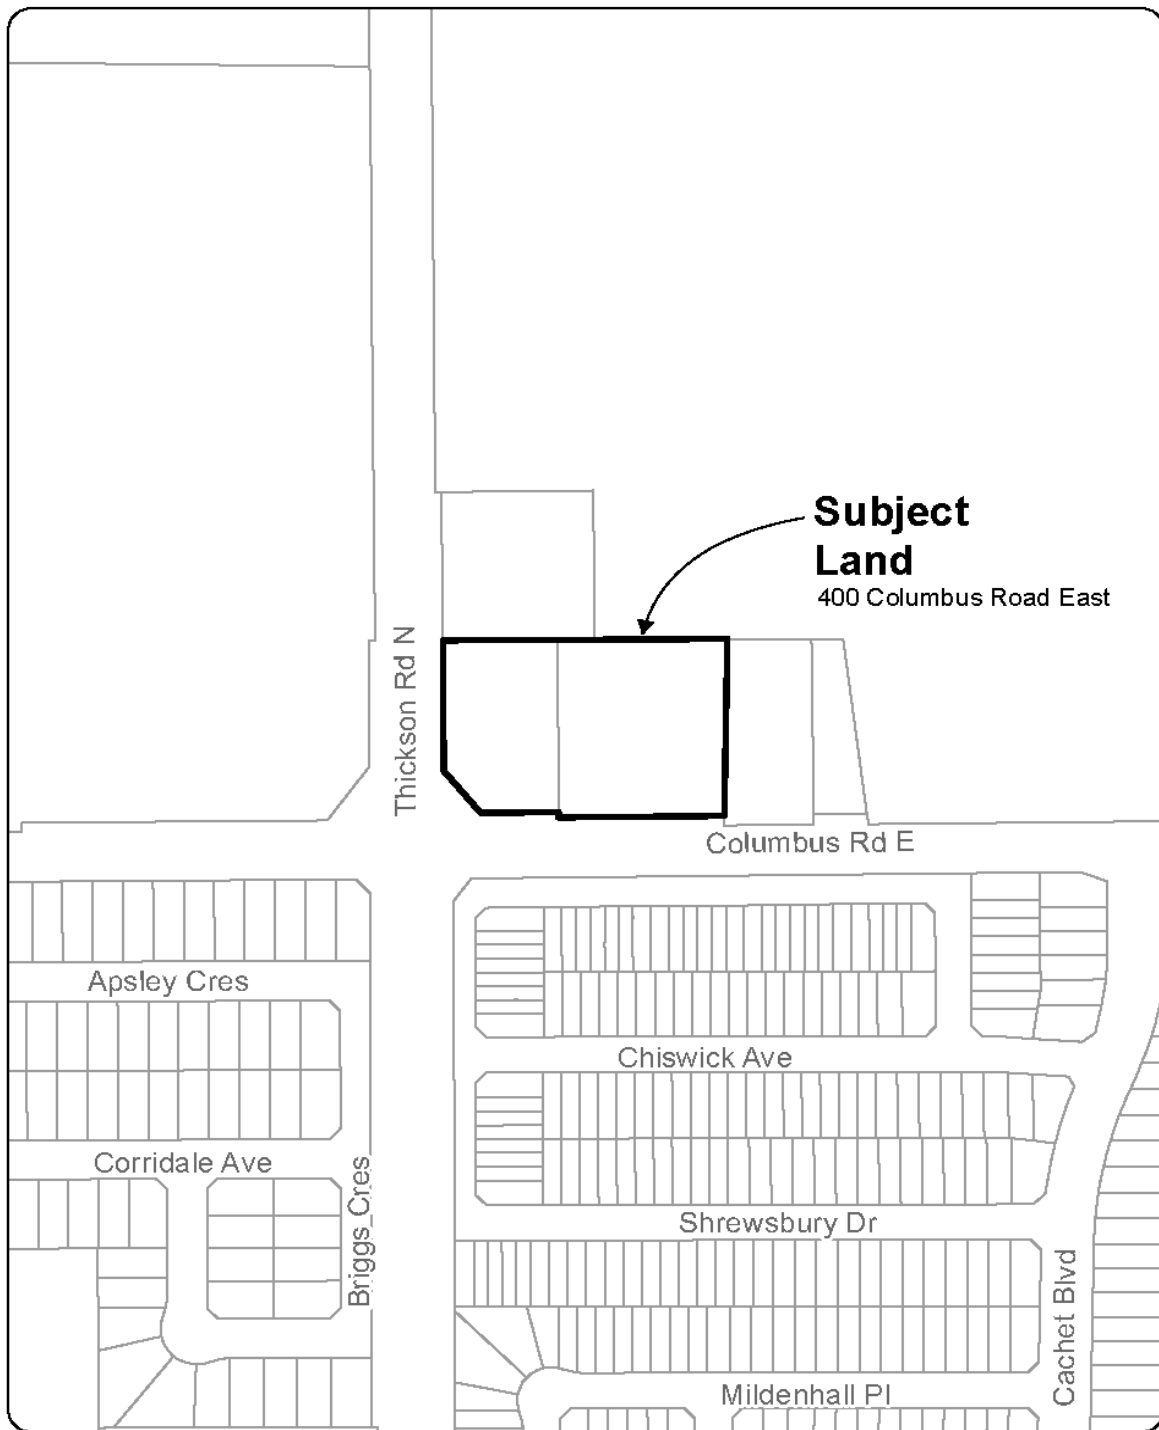 Subject
Land
400 Columbus Road East
Thickson Rd N
Columbus Rd E
Apsley Cres
Chiswick Ave
Corridale Ave
Briggs Cres
Shrewsbury Dr
Cachet Blvd
Mildenhall Pl